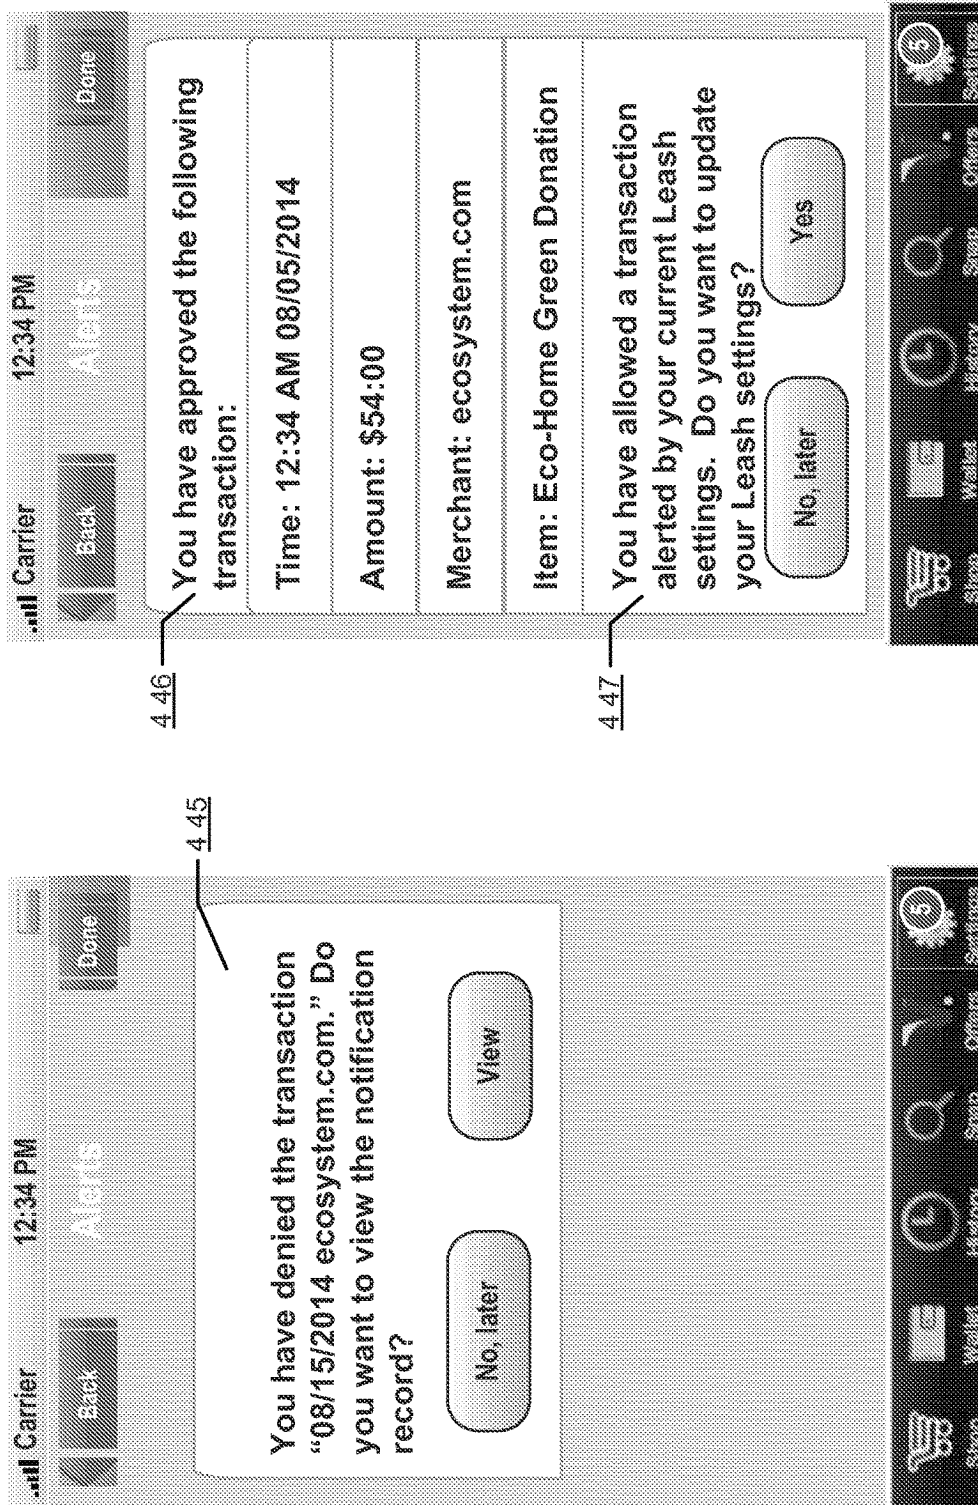 Carrier 12:34 PM
Back Alerts Done
You have denied the transaction
“08/15/2014 ecosystem.com.” Do
you want to view the notification
record?
No, later View
4 45
5
Carrier 12:34 PM
Back Alerts Done
4 46
You have approved the following
transaction:
Time: 12:34 AM 08/05/2014
Amount: $54:00
Merchant: ecosystem.com
Item: Eco-Home Green Donation
4 47
You have allowed a transaction
alerted by your current Leash
settings. Do you want to update
your Leash settings?
No, later Yes
5